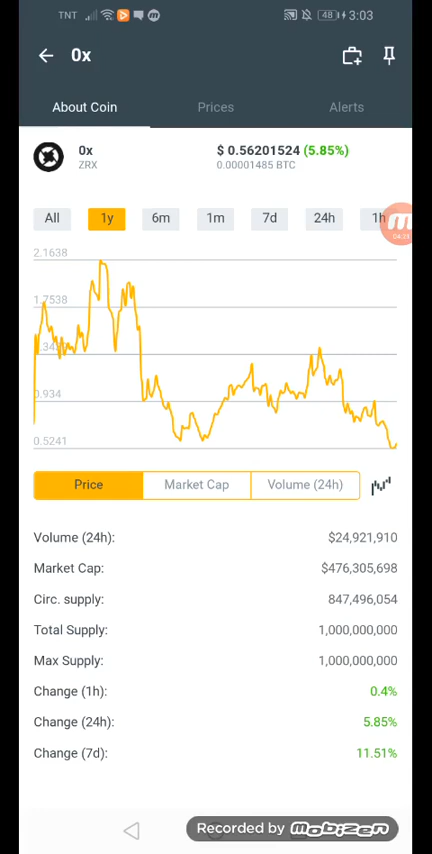 TNT 48 3:03
0x
About Coin Prices Alerts
0x $ 0.56201524 (5.85%)
ZRX 0.00001485 BTC
All 1y 6m 1m 7d 24h 1h
04:23
2.1638
1.7538
0.934
0.5241
Price Market Cap Volume (24h)
Volume (24h): $24,921,910
Market Cap: $476,305,698
Circ. supply: 847,496,054
Total Supply: 1,000,000,000
Max Supply: 1,000,000,000
Change (1h): 0.4%
Change (24h): 5.85%
Change (7d): 11.51%
Recorded by mobizen